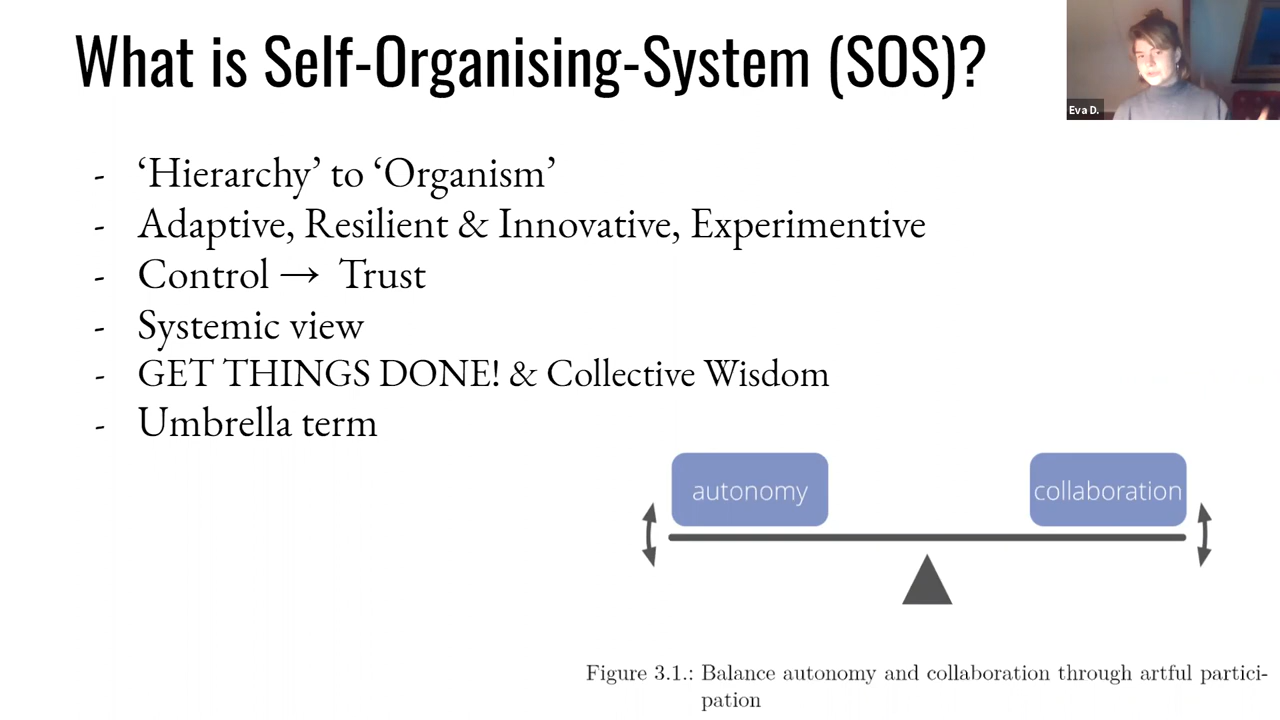 What is Self-Organising-System (SOS)?
Eva D.
- ‘Hierarchy’ to ‘Organism’
- Adaptive, Resilient & Innovative, Experimentive
- Control → Trust
- Systemic view
- GET THINGS DONE! & Collective Wisdom
- Umbrella term
autonomy
collaboration
Figure 3.1.: Balance autonomy and collaboration through artful partici-
pation